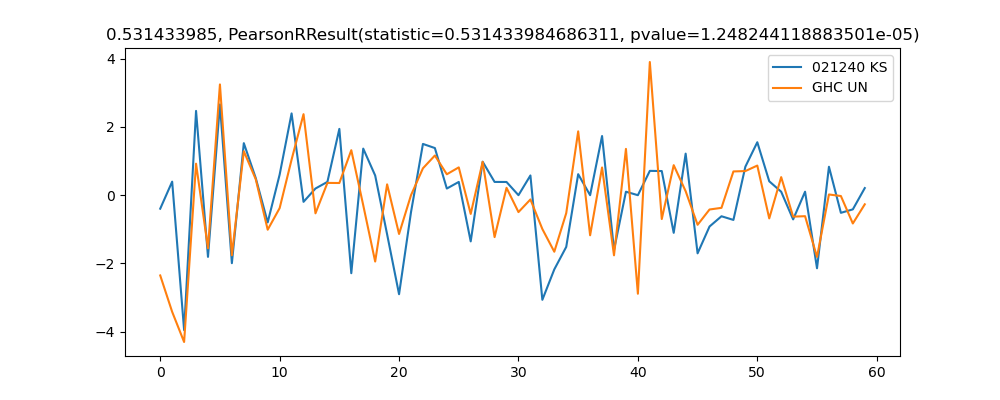 0.531433985, PearsonRResult(statistic=0.531433984686311, pvalue=1.248244118883501e-05)
021240 KS
GHC UN
4
2
0
−2
−4
0 10 20 30 40 50 60